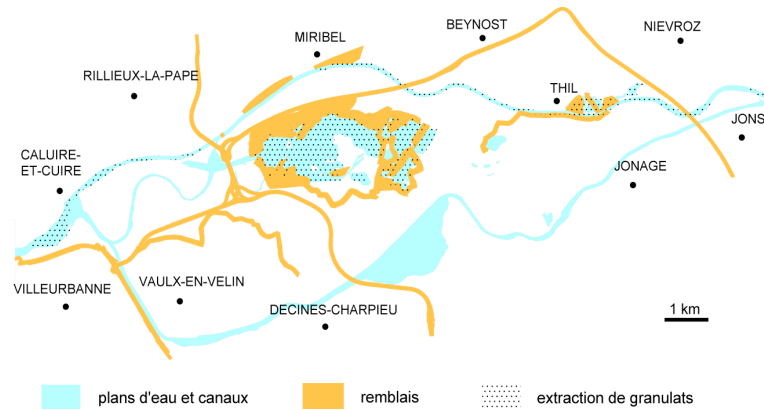 BEYNOST
NIEVROZ
MIRIBEL
RILLIEUX-LA-PAPE
THIL
JONS
CALUIRE-
ET-CUIRE
JONAGE
VILLEURBANNE
VAULX-EN-VELIN
DECINES-CHARPIEU
1 km
plans d'eau et canaux
remblais
extraction de granulats